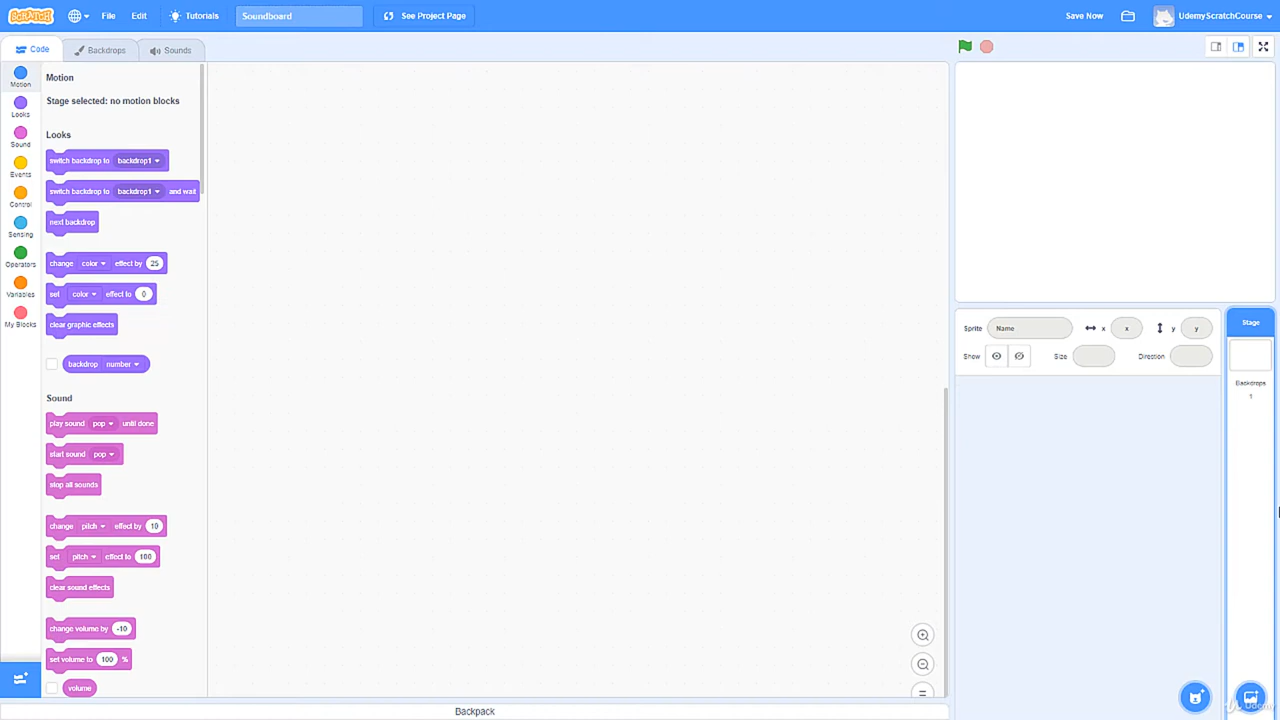 SCRATCH File Edit Tutorials Soundboard See Project Page Save Now UdemyScratchCourse
Code Backdrops Sounds
Motion
Looks
Sound
Events
Control
Sensing
Operators
Variables
My Blocks
Motion
Stage selected: no motion blocks
Looks
switch backdrop to backdrop1
switch backdrop to backdrop1 and wait
next backdrop
change color effect by 25
set color effect to 0
clear graphic effects
backdrop number
Sound
play sound pop until done
start sound pop
stop all sounds
change pitch effect by 10
set pitch effect to 100
clear sound effects
change volume by -10
set volume to 100 %
volume
Sprite Name x x y y
Show Size Direction
Stage
Backdrops
1
Backpack
Udemy